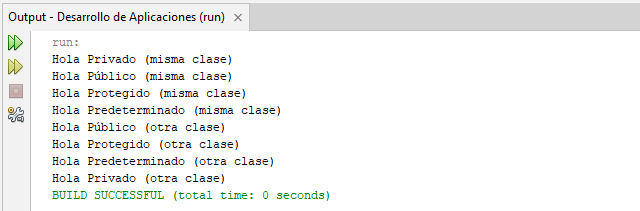 Output - Desarrollo de Aplicaciones (run)
run:
Hola Privado (misma clase)
Hola Público (misma clase)
Hola Protegido (misma clase)
Hola Predeterminado (misma clase)
Hola Público (otra clase)
Hola Protegido (otra clase)
Hola Predeterminado (otra clase)
Hola Privado (otra clase)
BUILD SUCCESSFUL (total time: 0 seconds)